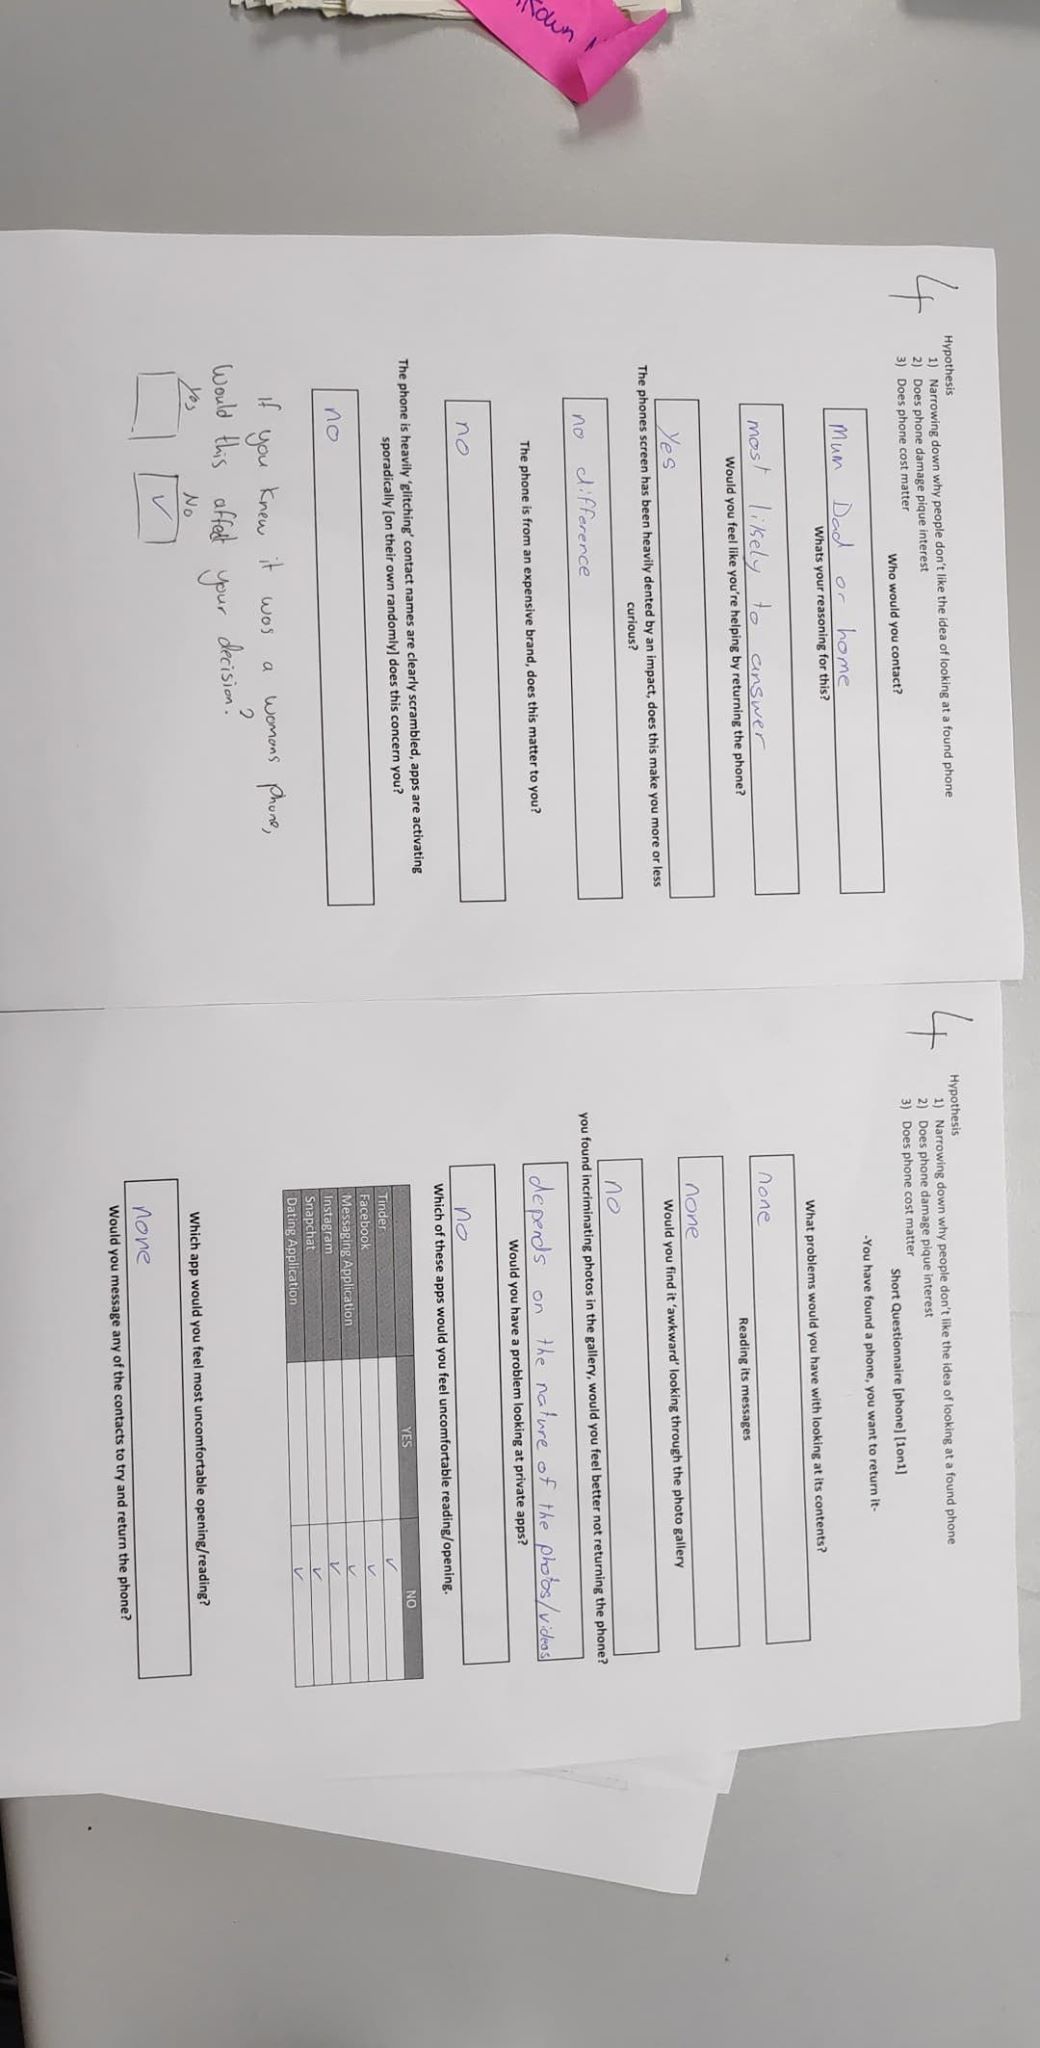 4
Hypothesis
1) Narrowing down why people don't like the idea of looking at a found phone
2) Does phone damage pique interest
3) Does phone cost matter
Who would you contact?
Mum Dad or home
Whats your reasoning for this?
most likely to answer
Would you feel like you're helping by returning the phone?
Yes
The phones screen has been heavily dented by an impact, does this make you more or less
curious?
no difference
The phone is from an expensive brand, does this matter to you?
no
The phone is heavily 'glitching' contact names are clearly scrambled, apps are activating
sporadically [on their own randomly] does this concern you?
no
If you knew it was a womans phone,
would this affect your decision?
Yes No
✓
4
Hypothesis
1) Narrowing down why people don't like the idea of looking at a found phone
2) Does phone damage pique interest
3) Does phone cost matter
Short Questionnaire [phone] [1on1]
-You have found a phone, you want to return it-
What problems would you have with looking at its contents?
none
Reading its messages
none
Would you find it 'awkward' looking through the photo gallery
no
you found incriminating photos in the gallery, would you feel better not returning the phone?
depends on the nature of the photos/videos
Would you have a problem looking at private apps?
no
Which of these apps would you feel uncomfortable reading/opening.
YES NO
Tinder ✓
Facebook ✓
Messaging Application ✓
Instagram ✓
Snapchat ✓
Dating Application ✓
Which app would you feel most uncomfortable opening/reading?
none
Would you message any of the contacts to try and return the phone?